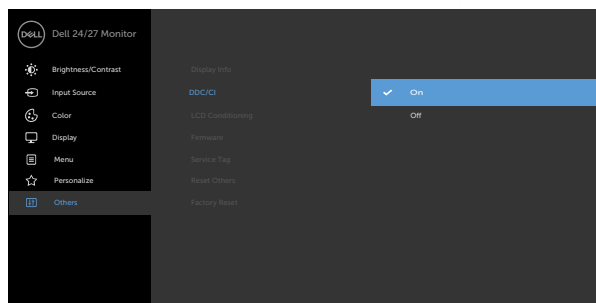 DELL
Dell 24/27 Monitor
Brightness/Contrast
Display Info
Input Source
DDC/CI
On
Color
LCD Conditioning
Off
Display
Firmware
Menu
Service Tag
Personalize
Reset Others
Others
Factory Reset